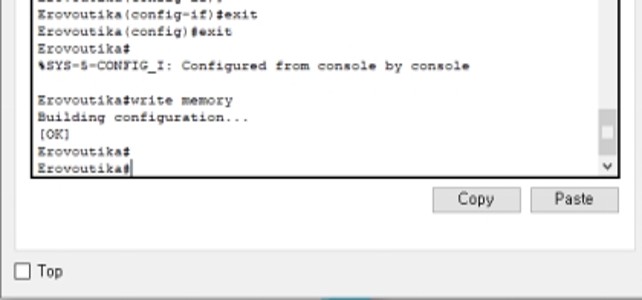 Erovoutika(config-if)#exit
Erovoutika(config)#exit
Erovoutika#
%SYS-5-CONFIG_I: Configured from console by console
Erovoutika#write memory
Building configuration...
[OK]
Erovoutika#
Erovoutika#
Copy
Paste
Top